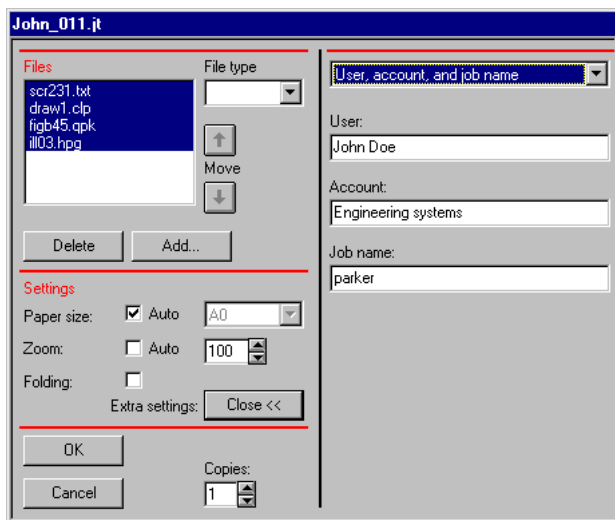 John_011.jt
Files
File type
scr231.txt
draw1.clp
figb45.qpk
ill03.hpg
Move
Delete
Add...
Settings
Paper size:
Auto
A0
Zoom:
Auto
100
Folding:
Extra settings:
Close <<
OK
Cancel
Copies:
1
User, account, and job name
User:
John Doe
Account:
Engineering systems
Job name:
parker